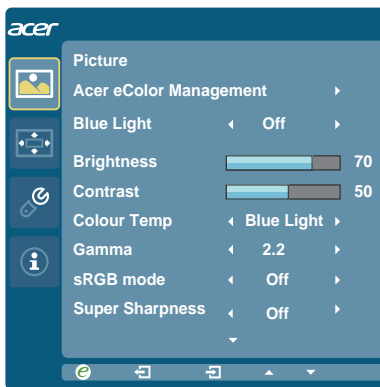 acer
Picture
Acer eColor Management
Blue Light Off
Brightness 70
Contrast 50
Colour Temp Blue Light
Gamma 2.2
sRGB mode Off
Super Sharpness Off
e